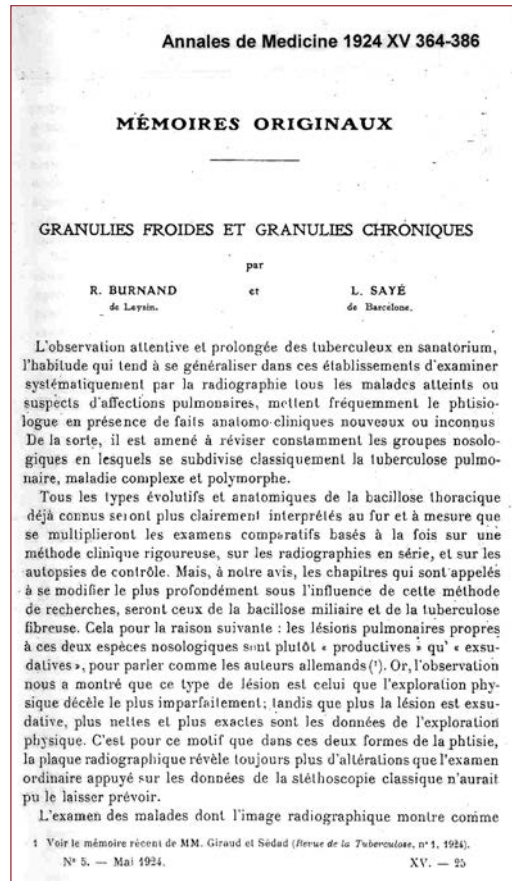 Annales de Medicine 1924 XV 364-386
MÉMOIRES ORIGINAUX
GRANULIES FROIDES ET GRANULIES CHRONIQUES
par
R. BURNAND et L. SAYÉ
de Leysin. de Barcelone.
L'observation attentive et prolongée des tuberculeux en sanatorium,
l'habitude qui tend à se généraliser dans ces établissements d'examiner
systématiquement par la radiographie tous les malades atteints ou
suspects d'affections pulmonaires, mettent fréquemment le phtisio-
logue en présence de faits anatomo-cliniques nouveaux ou inconnus
De la sorte, il est amené à réviser constamment les groupes nosolo-
giques en lesquels se subdivise classiquement la tuberculose pulmo-
naire, maladie complexe et polymorphe.
Tous les types évolutifs et anatomiques de la bacillose thoracique
déjà connus seront plus clairement interprétés au fur et à mesure que
se multiplieront les examens comparatifs basés à la fois sur une
méthode clinique rigoureuse, sur les radiographies en série, et sur les
autopsies de contrôle. Mais, à notre avis, les chapitres qui sont appelés
à se modifier le plus profondément sous l'influence de cette méthode
de recherches, seront ceux de la bacillose miliaire et de la tuberculose
fibreuse. Cela pour la raison suivante : les lésions pulmonaires propres
à ces deux espèces nosologiques sont plutôt « productives » qu' « exsu-
datives », pour parler comme les auteurs allemands (¹). Or, l'observation
nous a montré que ce type de lésion est celui que l'exploration phy-
sique décèle le plus imparfaitement; tandis que plus la lésion est exsu-
dative, plus nettes et plus exactes sont les données de l'exploration
physique. C'est pour ce motif que dans ces deux formes de la phtisie,
la plaque radiographique révèle toujours plus d'altérations que l'examen
ordinaire appuyé sur les données de la stéthoscopie classique n'aurait
pu le laisser prévoir.
L'examen des malades dont l'image radiographique montre comme
1 Voir le mémoire récent de MM. Giraud et Sédad (Revue de la Tuberculose, n° 1, 1924).
N° 5. — Mai 1924. XV. — 25